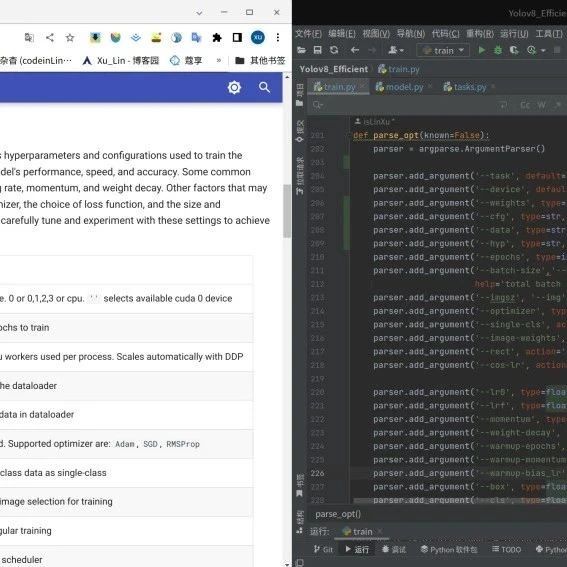 杂杳 (codeinLin…
Xu_Lin - 博客园
蔻享
»
其他书签
s hyperparameters and configurations used to train the
odel's performance, speed, and accuracy. Some common
g rate, momentum, and weight decay. Other factors that may
mizer, the choice of loss function, and the size and
carefully tune and experiment with these settings to achieve
e. 0 or 0,1,2,3 or cpu. '' selects available cuda 0 device
ochs to train
u workers used per process. Scales automatically with DDP
he dataloader
data in dataloader
d. Supported optimizer are: Adam, SGD, RMSProp
class data as single-class
image selection for training
gular training
scheduler
Yolov8_Efficie
文件(F) 编辑(E) 视图(V) 导航(N) 代码(C) 重构(R) 运行(U) 工具(T)
train
Yolov8_Efficient train.py
train.py model.py tasks.py
Cc W
isLinXu *
201 def parse_opt(known=False):
202 parser = argparse.ArgumentParser()
203
204 parser.add_argument('--task', default=
205 parser.add_argument('--device', defaul
206 parser.add_argument('--weights', type=
207 parser.add_argument('--cfg', type=str,
208 parser.add_argument('--data', type=str
209 parser.add_argument('--hyp', type=str,
210 parser.add_argument('--epochs', type=i
211 parser.add_argument('--batch-size', '--
212 help='total batch
213 parser.add_argument('--imgsz', '--img'
214 parser.add_argument('--optimizer', typ
215 parser.add_argument('--single-cls', ac
216 parser.add_argument('--image-weights',
217 parser.add_argument('--rect', action='
218 parser.add_argument('--cos-lr', action
219
220 parser.add_argument('--lr0', type=floa
221 parser.add_argument('--lrf', type=floa
222 parser.add_argument('--momentum', type
223 parser.add_argument('--weight-decay',
224 parser.add_argument('--warmup-epochs',
225 parser.add_argument('--warmup-momentum
226 parser.add_argument('--warmup-bias_lr'
227 parser.add_argument('--box', type=floa
228 parser.add_argument('--cls', type=floa
parse_opt()
运行: train
Git 运行 调试 Python 软件包 TODO Python
项目
提交
拉取请求
书签
结构